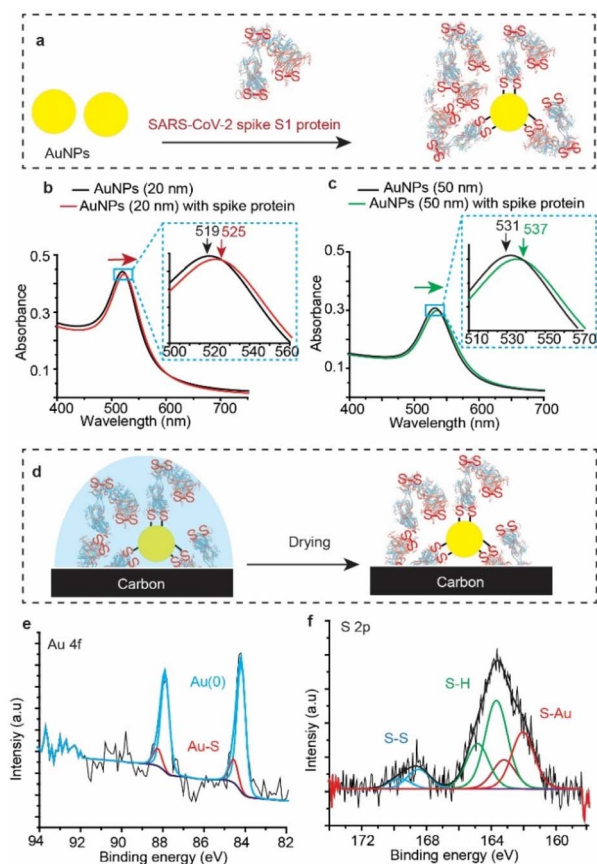 a
S-S
S-S
S-S
SARS-CoV-2 spike S1 protein
AuNPs
b
AuNPs (20 nm)
AuNPs (20 nm) with spike protein
c
AuNPs (50 nm)
AuNPs (50 nm) with spike protein
519 525
531 537
0.5
0.3
0.1
Absorbance
500 520 540 560
400 500 600 700
Wavelength (nm)
0.5
0.3
0.1
Absorbance
510 530 550 570
400 500 600 700
Wavelength (nm)
d
S-S
S-S
Drying
Carbon
Carbon
e
Au 4f
Au(0)
Au-S
Intensiy (a.u)
94 92 90 88 86 84 82
Binding energy (eV)
f
S 2p
S-H
S-Au
S-S
Intensiy (a.u)
172 168 164 160
Binding energy (eV)